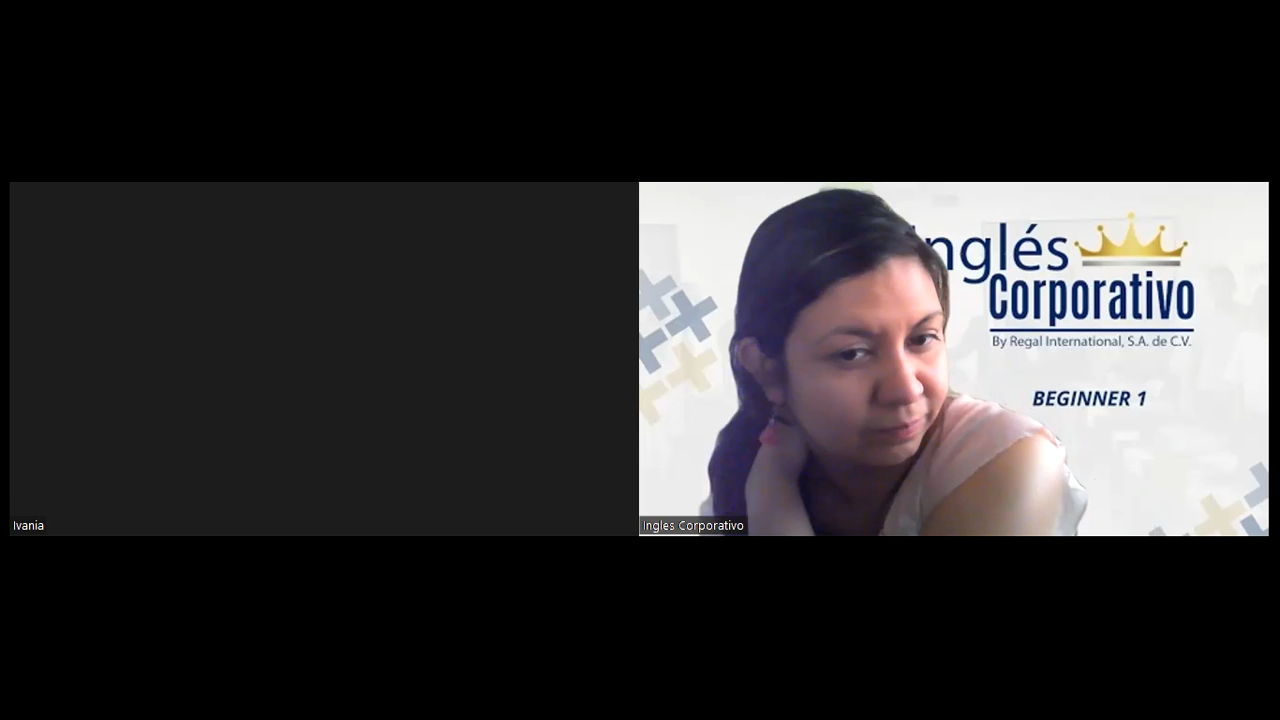 inglés
Corporativo
By Regal International, S.A. de C.V.
BEGINNER 1
Ivania
Ingles Corporativo